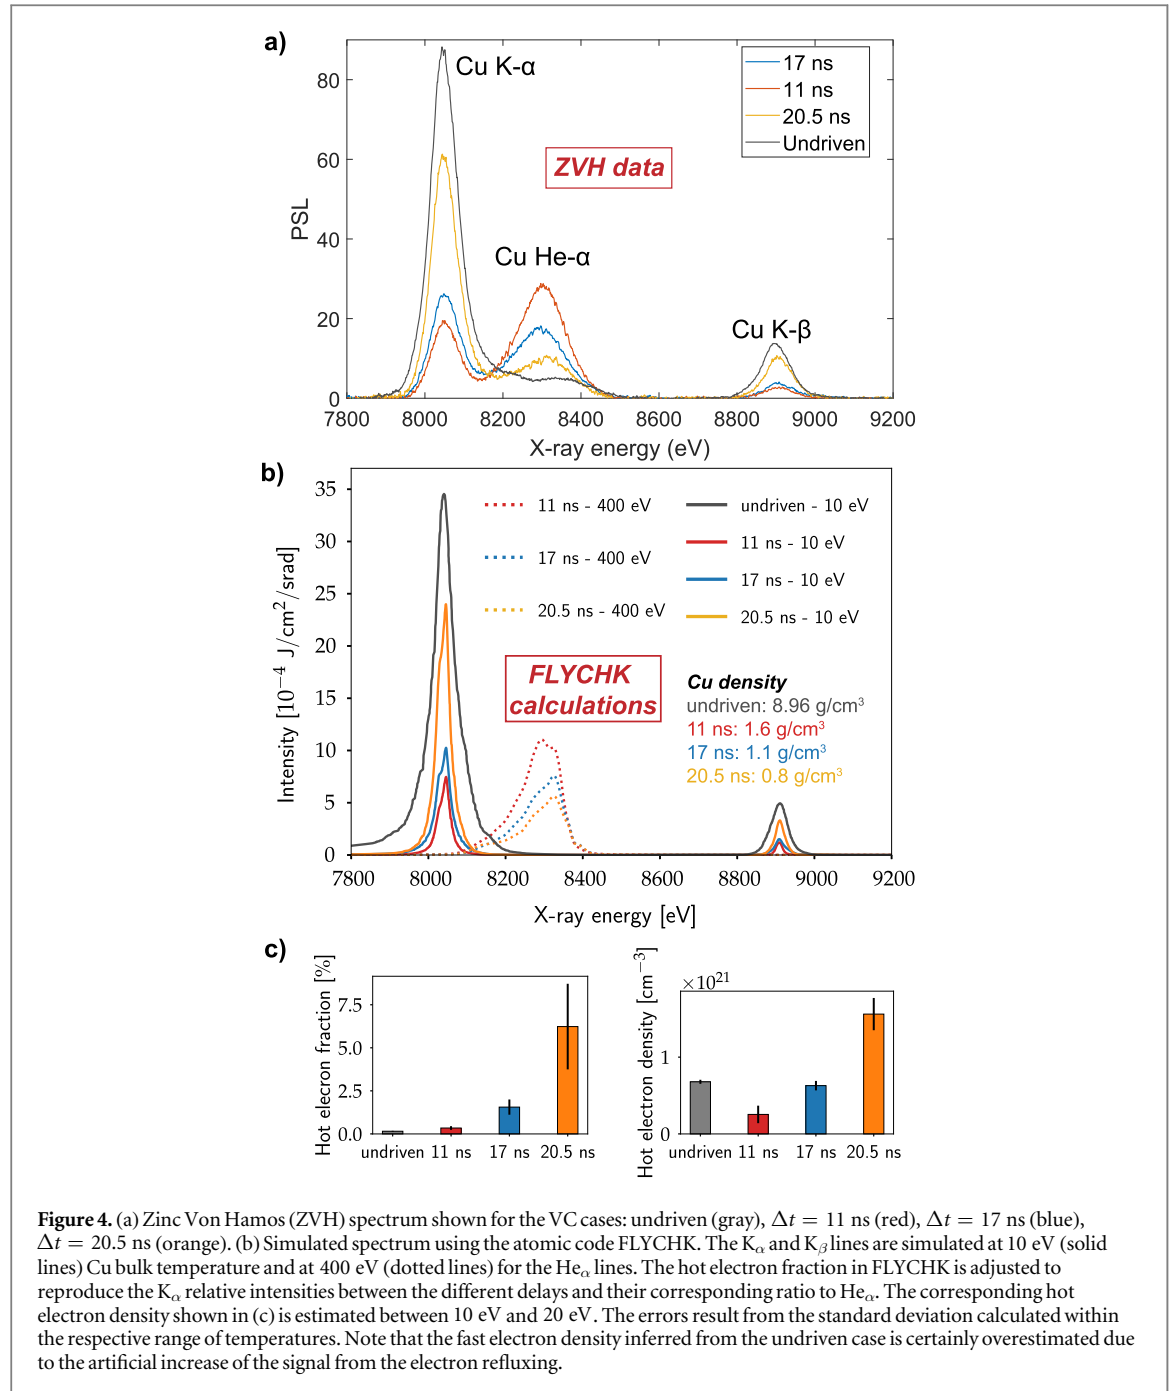 a)
Cu K-α
17 ns
11 ns
20.5 ns
Undriven
ZVH data
Cu He-α
Cu K-β
PSL
80
60
40
20
0
7800 8000 8200 8400 8600 8800 9000 9200
X-ray energy (eV)
b)
35
30
25
20
15
10
5
0
Intensity [10−4 J/cm2/srad]
11 ns - 400 eV
17 ns - 400 eV
20.5 ns - 400 eV
undriven - 10 eV
11 ns - 10 eV
17 ns - 10 eV
20.5 ns - 10 eV
FLYCHK
calculations
Cu density
undriven: 8.96 g/cm3
11 ns: 1.6 g/cm3
17 ns: 1.1 g/cm3
20.5 ns: 0.8 g/cm3
7800 8000 8200 8400 8600 8800 9000 9200
X-ray energy [eV]
c)
Hot elecron fraction [%]
7.5
5.0
2.5
0.0
undriven 11 ns 17 ns 20.5 ns
Hot electron density [cm−3]
×1021
1
0
undriven 11 ns 17 ns 20.5 ns
Figure 4. (a) Zinc Von Hamos (ZVH) spectrum shown for the VC cases: undriven (gray), Δt = 11 ns (red), Δt = 17 ns (blue),
Δt = 20.5 ns (orange). (b) Simulated spectrum using the atomic code FLYCHK. The Kα and Kβ lines are simulated at 10 eV (solid
lines) Cu bulk temperature and at 400 eV (dotted lines) for the Heα lines. The hot electron fraction in FLYCHK is adjusted to
reproduce the Kα relative intensities between the different delays and their corresponding ratio to Heα. The corresponding hot
electron density shown in (c) is estimated between 10 eV and 20 eV. The errors result from the standard deviation calculated within
the respective range of temperatures. Note that the fast electron density inferred from the undriven case is certainly overestimated due
to the artificial increase of the signal from the electron refluxing.